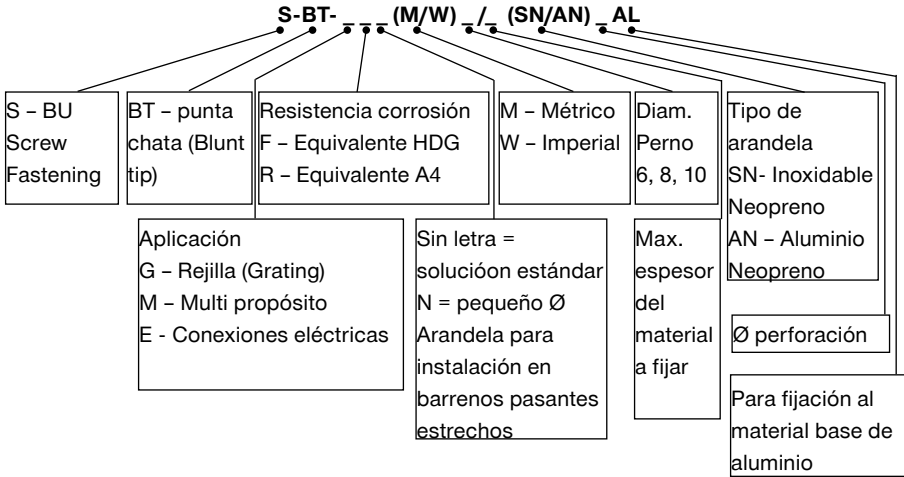 S-BT- _ _ _ (M/W) _ /_ (SN/AN) _ AL
S – BU
Screw
Fastening
BT – punta
chata (Blunt
tip)
Resistencia corrosión
F – Equivalente HDG
R – Equivalente A4
M – Métrico
W – Imperial
Diam.
Perno
6, 8, 10
Tipo de
arandela
SN- Inoxidable
Neopreno
AN – Aluminio
Neopreno
Aplicación
G – Rejilla (Grating)
M – Multi propósito
E - Conexiones eléctricas
Sin letra =
solucióon estándar
N = pequeño Ø
Arandela para
instalación en
barrenos pasantes
estrechos
Max.
espesor
del
material
a fijar
Ø perforación
Para fijación al
material base de
aluminio